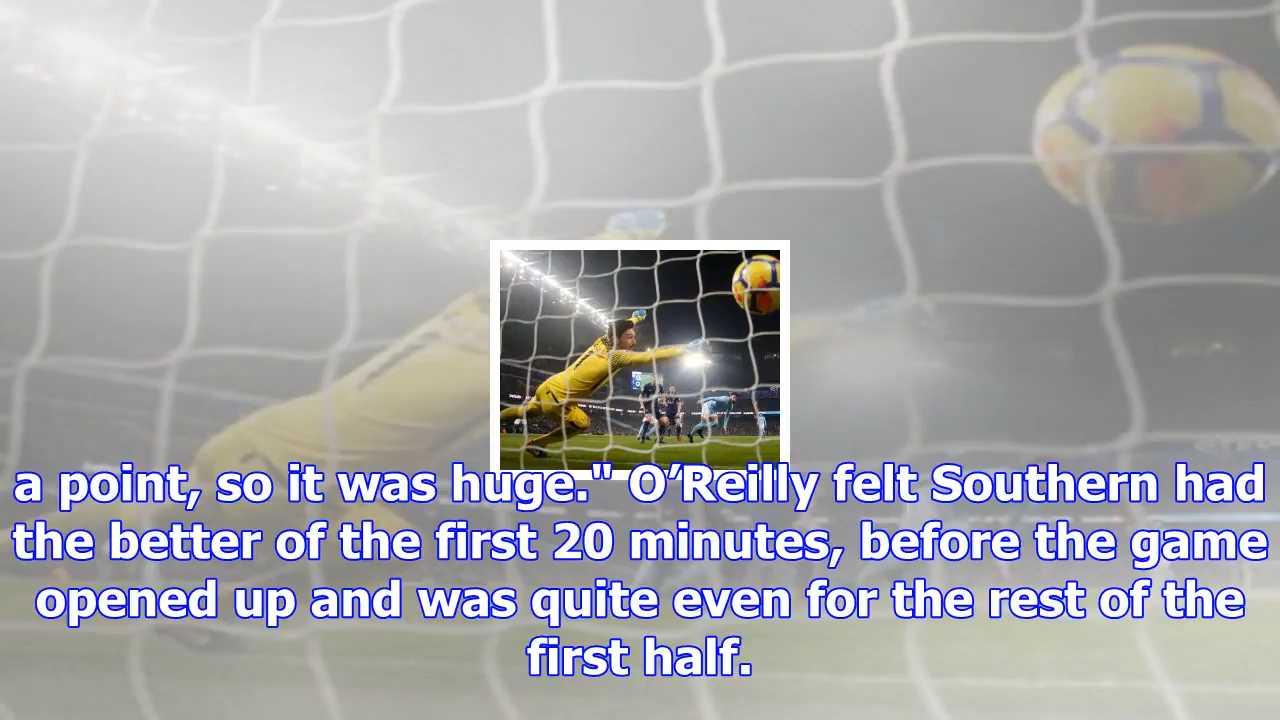 a point, so it was huge." O’Reilly felt Southern had
the better of the first 20 minutes, before the game
opened up and was quite even for the rest of the
first half.